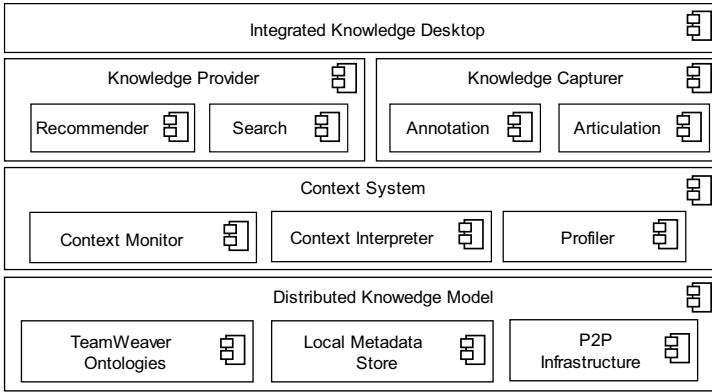 Integrated Knowledge Desktop
Knowledge Provider
Recommender
Search
Knowledge Capturer
Annotation
Articulation
Context System
Context Monitor
Context Interpreter
Profiler
Distributed Knowedge Model
TeamWeaver
Ontologies
Local Metadata
Store
P2P
Infrastructure